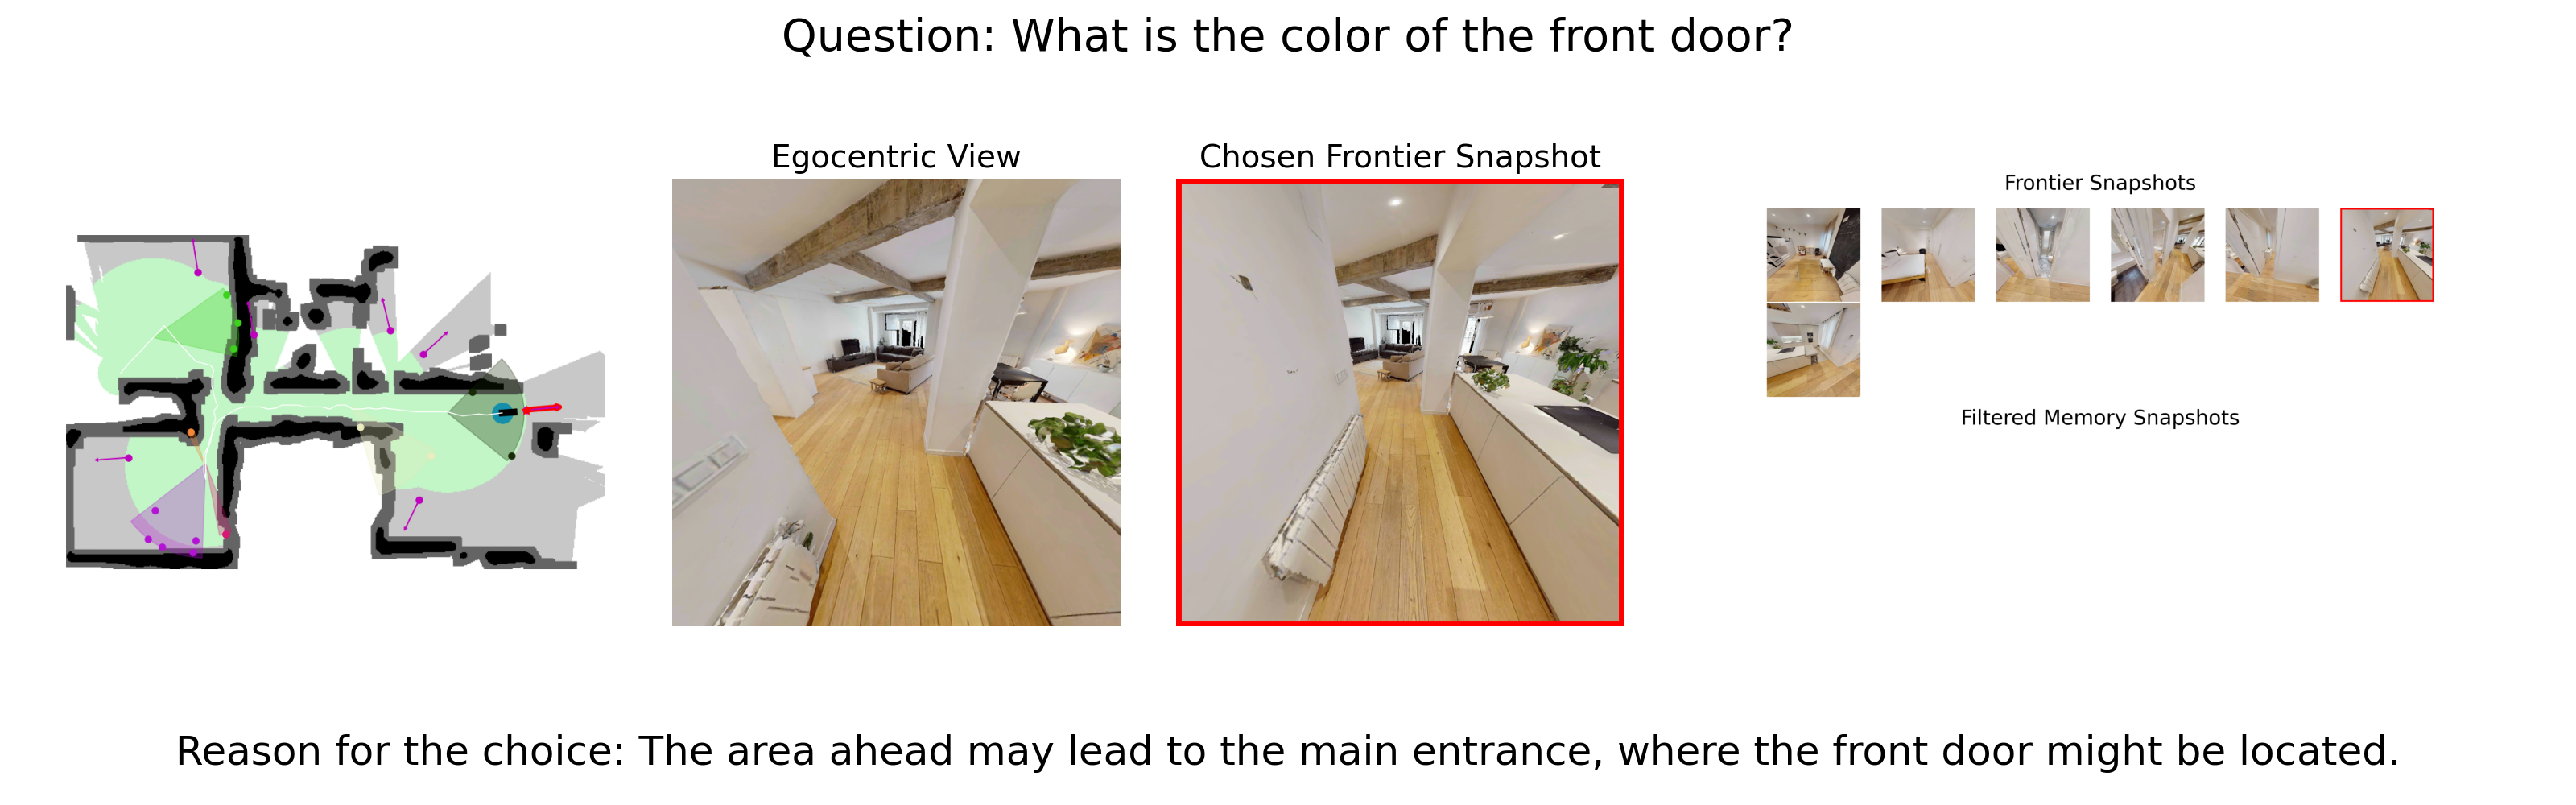 Question: What is the color of the front door?
Egocentric View
Chosen Frontier Snapshot
Frontier Snapshots
Filtered Memory Snapshots
Reason for the choice: The area ahead may lead to the main entrance, where the front door might be located.